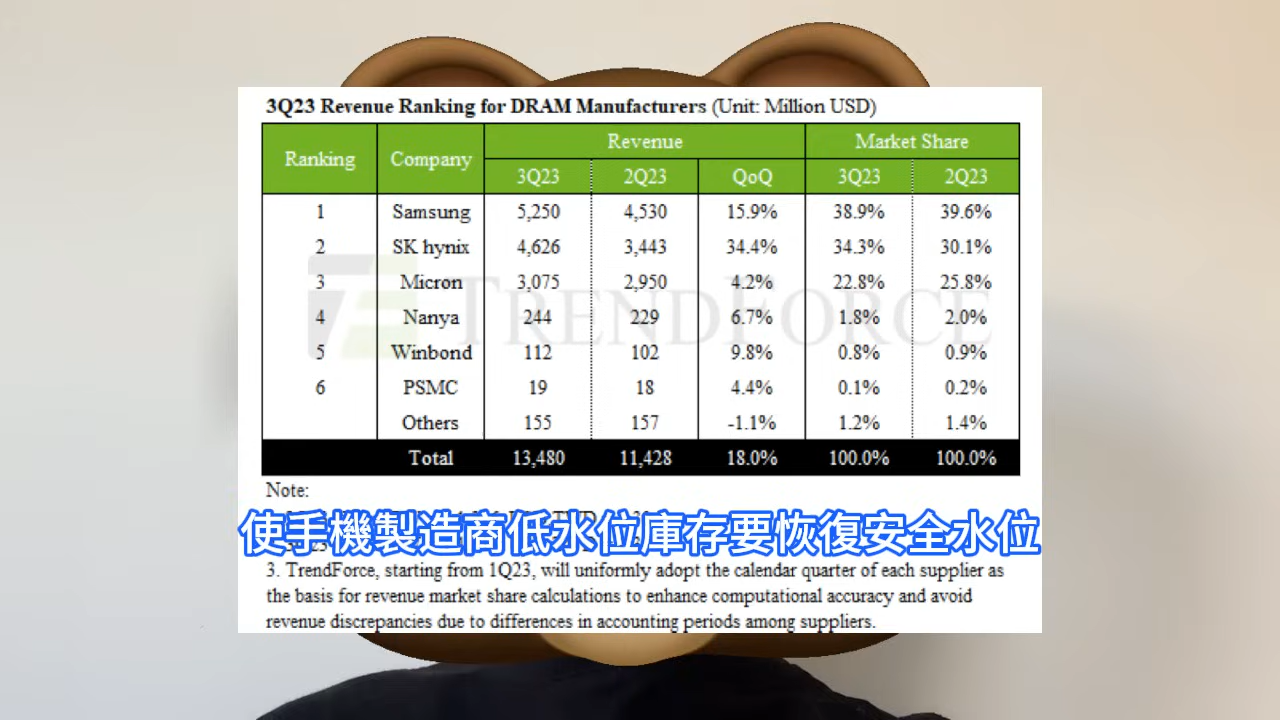 3Q23 Revenue Ranking for DRAM Manufacturers (Unit: Million USD)
Ranking Company Revenue Market Share
3Q23 2Q23 QoQ 3Q23 2Q23
1 Samsung 5,250 4,530 15.9% 38.9% 39.6%
2 SK hynix 4,626 3,443 34.4% 34.3% 30.1%
3 Micron 3,075 2,950 4.2% 22.8% 25.8%
4 Nanya 244 229 6.7% 1.8% 2.0%
5 Winbond 112 102 9.8% 0.8% 0.9%
6 PSMC 19 18 4.4% 0.1% 0.2%
Others 155 157 -1.1% 1.2% 1.4%
Total 13,480 11,428 18.0% 100.0% 100.0%
TRENDFORCE
Note:
使手機製造商低水位庫存要恢復安全水位
3. TrendForce, starting from 1Q23, will uniformly adopt the calendar quarter of each supplier as
the basis for revenue market share calculations to enhance computational accuracy and avoid
revenue discrepancies due to differences in accounting periods among suppliers.